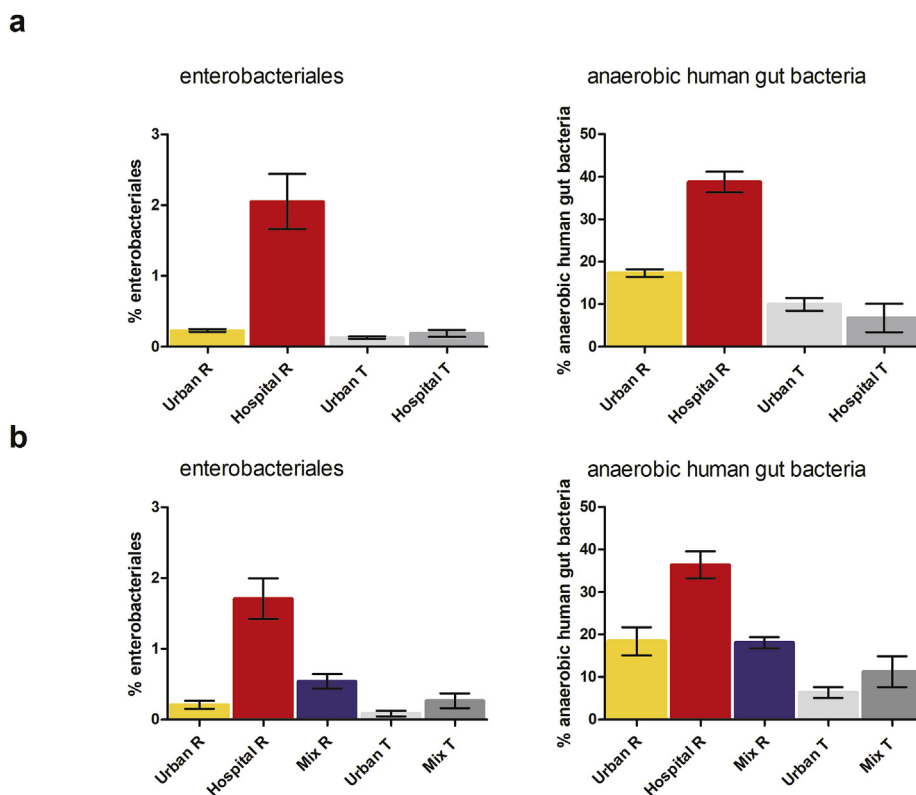 a
enterobacteriales
% enterobacteriales
3
2
1
0
Urban R
Hospital R
Urban T
Hospital T
anaerobic human gut bacteria
% anaerobic human gut bacteria
50
40
30
20
10
0
Urban R
Hospital R
Urban T
Hospital T
b
enterobacteriales
% enterobacteriales
3
2
1
0
Urban R
Hospital R
Mix R
Urban T
Mix T
anaerobic human gut bacteria
% anaerobic human gut bacteria
50
40
30
20
10
0
Urban R
Hospital R
Mix R
Urban T
Mix T